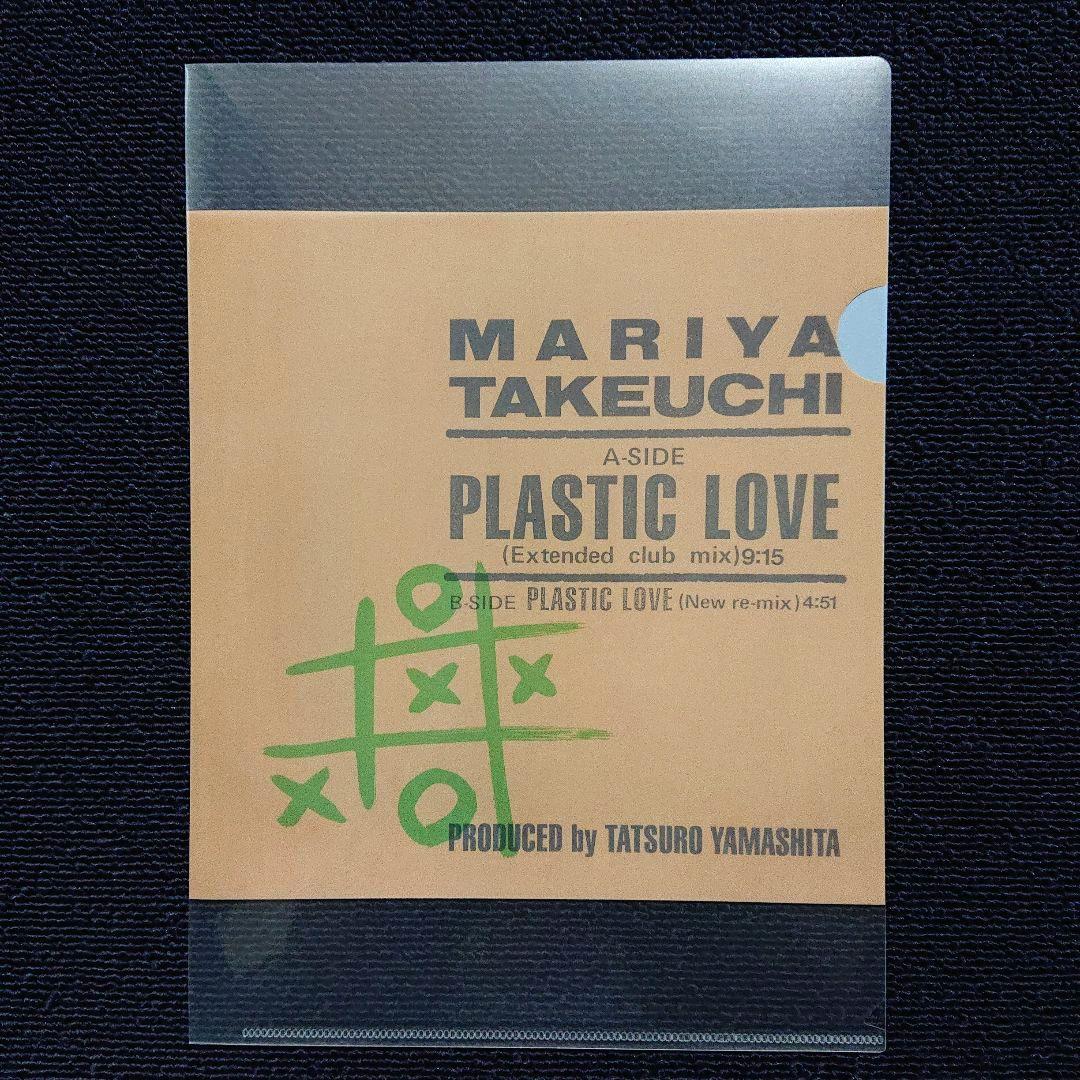 MARIYA
TAKEUCHI
A-SIDE
PLASTIC LOVE
(Extended club mix)9:15
B-SIDE PLASTIC LOVE (New re-mix)4:51
PRODUCED by TATSURO YAMASHITA